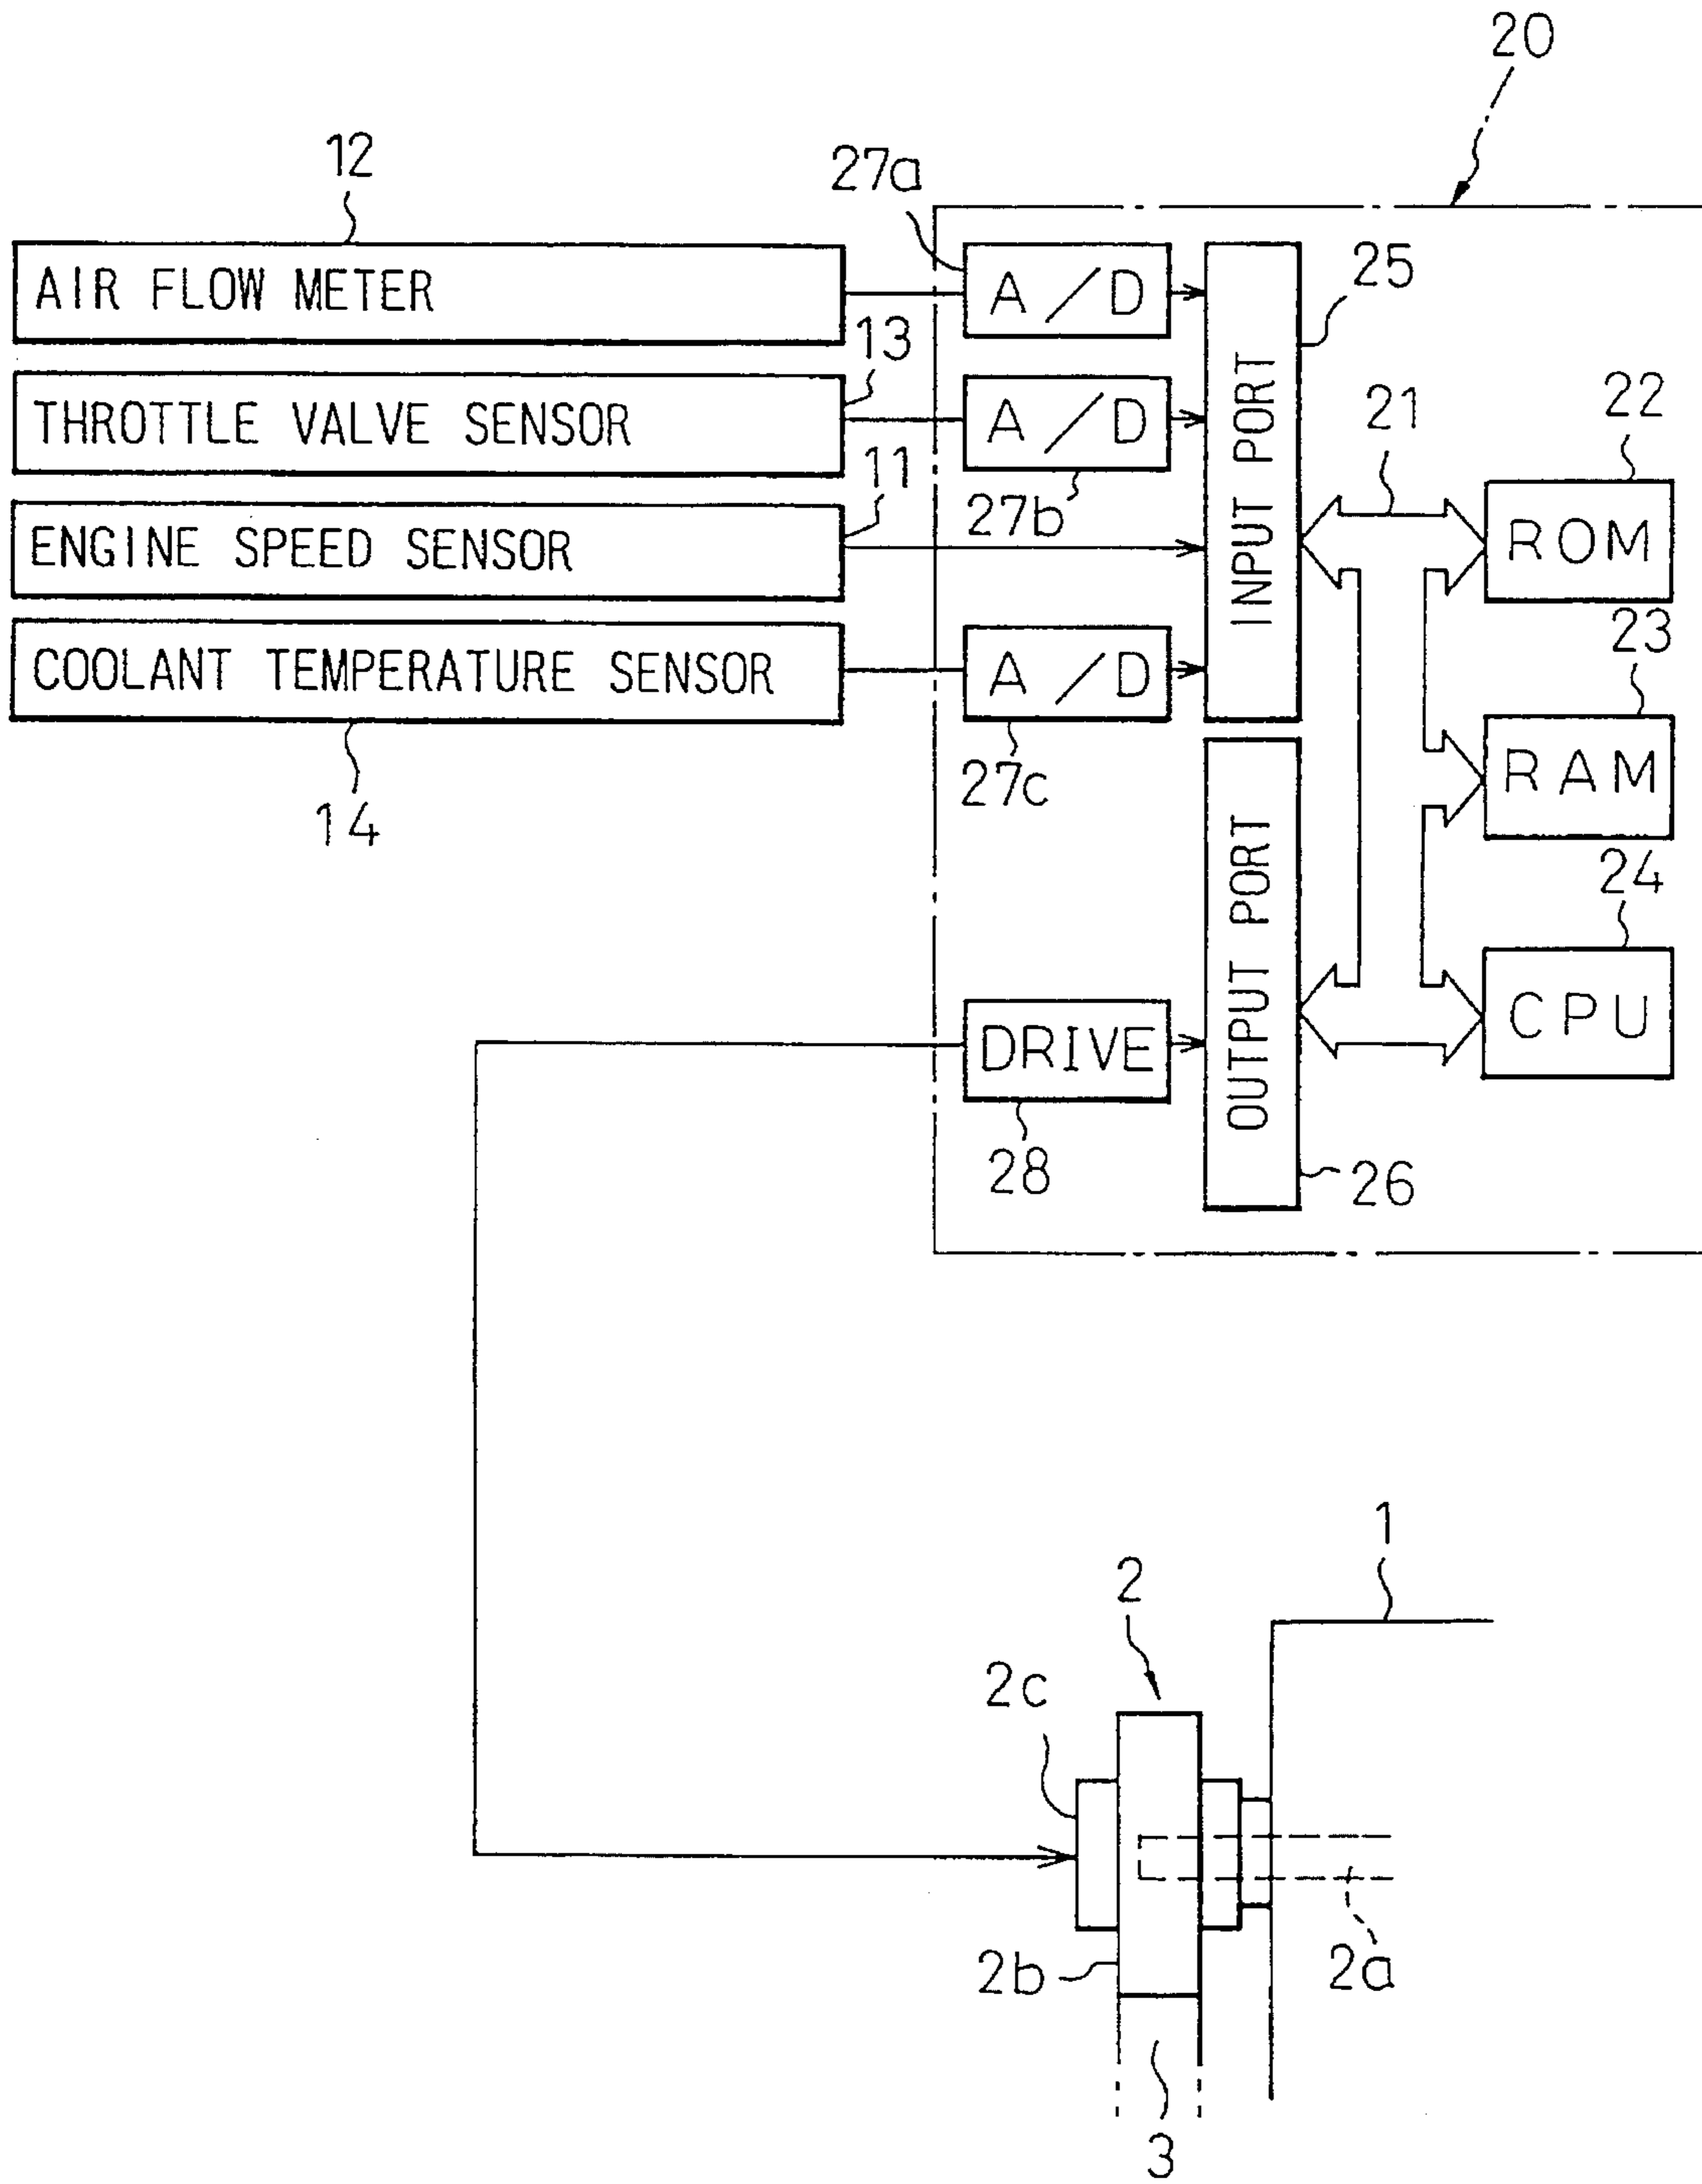 20
12
27a
AIR FLOW METER
A/D
25
13
THROTTLE VALVE SENSOR
A/D
INPUT PORT
21
22
11
27b
ENGINE SPEED SENSOR
ROM
23
COOLANT TEMPERATURE SENSOR
A/D
27c
14
RAM
24
OUTPUT PORT
CPU
DRIVE
28
26
1
2
2c
2b
2a
3